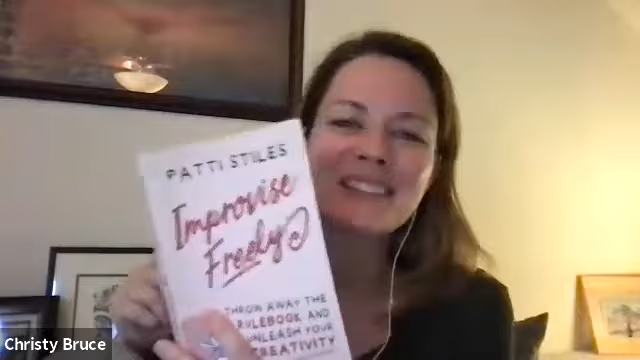 PATTI STILES
Improvise
Freely
THROW AWAY THE
RULEBOOK AND
UNLEASH YOUR
CREATIVITY
Christy Bruce